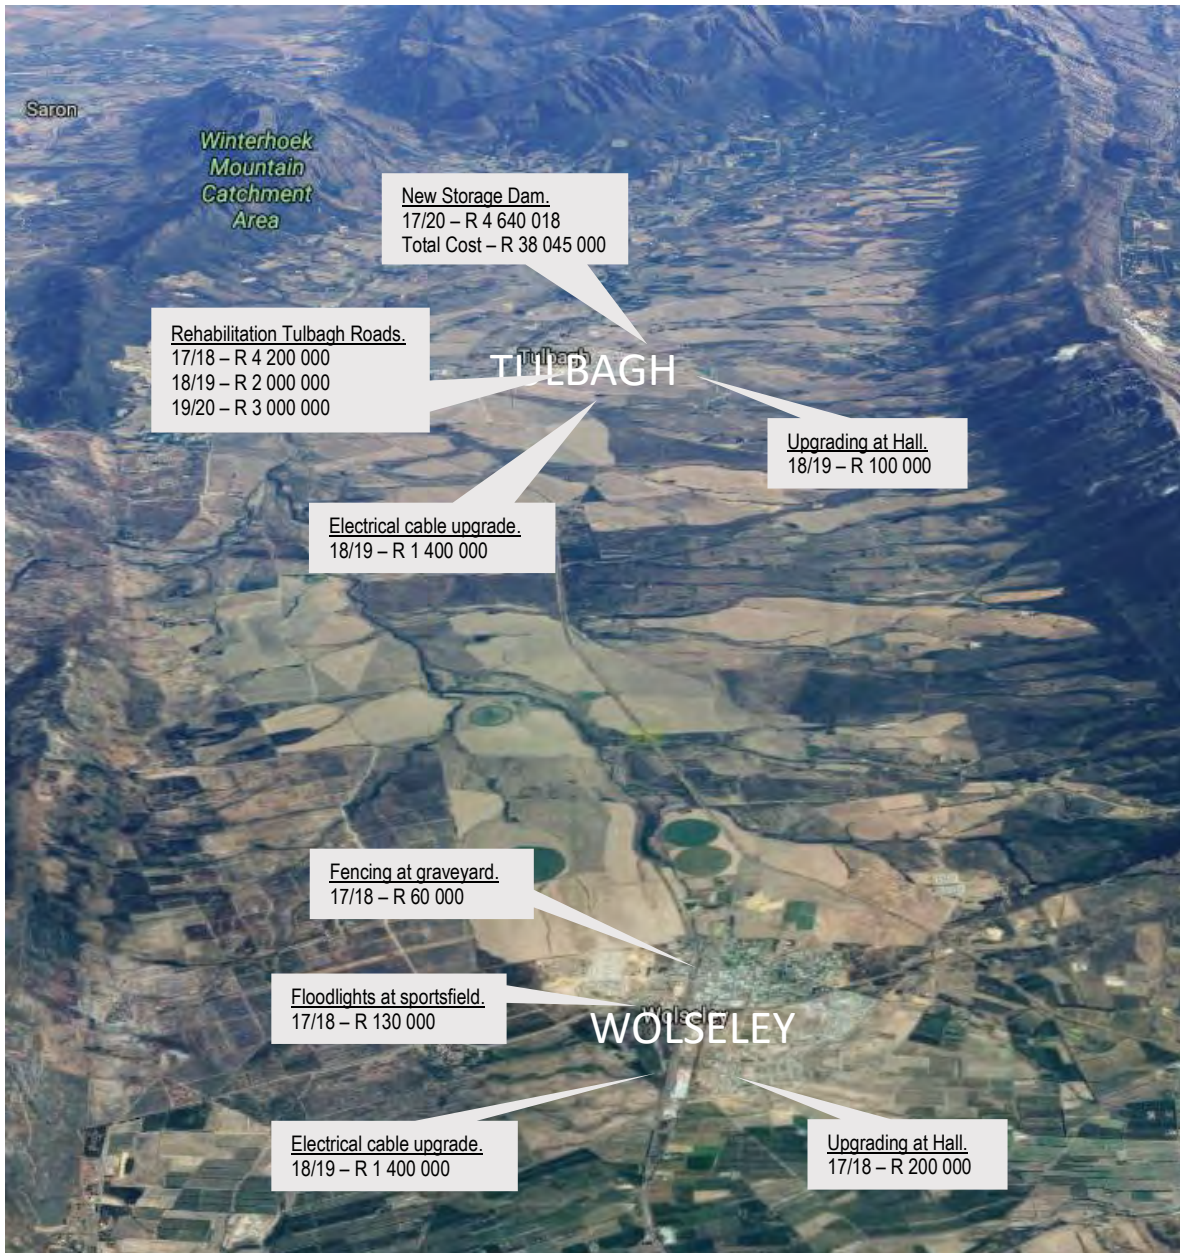 Saron
Winterhoek
Mountain
Catchment
Area
New Storage Dam.
17/20 – R 4 640 018
Total Cost – R 38 045 000
Rehabilitation Tulbagh Roads.
17/18 – R 4 200 000
18/19 – R 2 000 000
19/20 – R 3 000 000
Tulbagh
TULBAGH
Upgrading at Hall.
18/19 – R 100 000
Electrical cable upgrade.
18/19 – R 1 400 000
Fencing at graveyard.
17/18 – R 60 000
Floodlights at sportsfield.
17/18 – R 130 000
Wolseley
WOLSELEY
Electrical cable upgrade.
18/19 – R 1 400 000
Upgrading at Hall.
17/18 – R 200 000